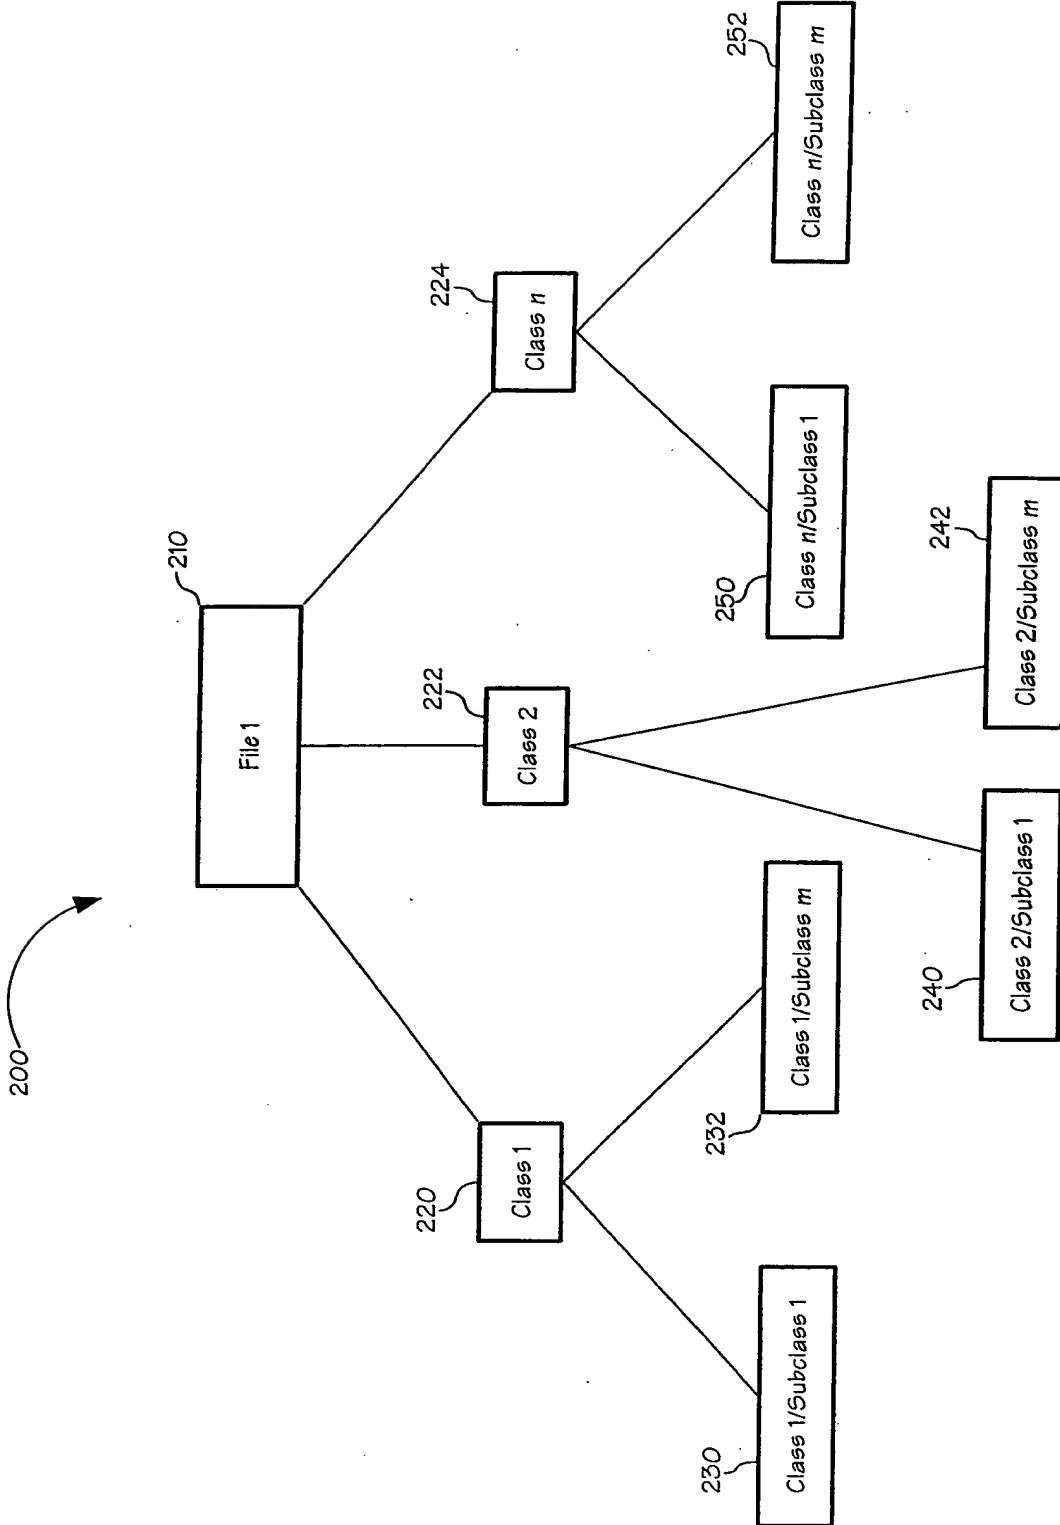 200
210
File 1
220
Class 1
222
Class 2
224
Class n
230
Class 1/Subclass 1
232
Class 1/Subclass m
250
Class n/Subclass 1
252
Class n/Subclass m
240
Class 2/Subclass 1
242
Class 2/Subclass m